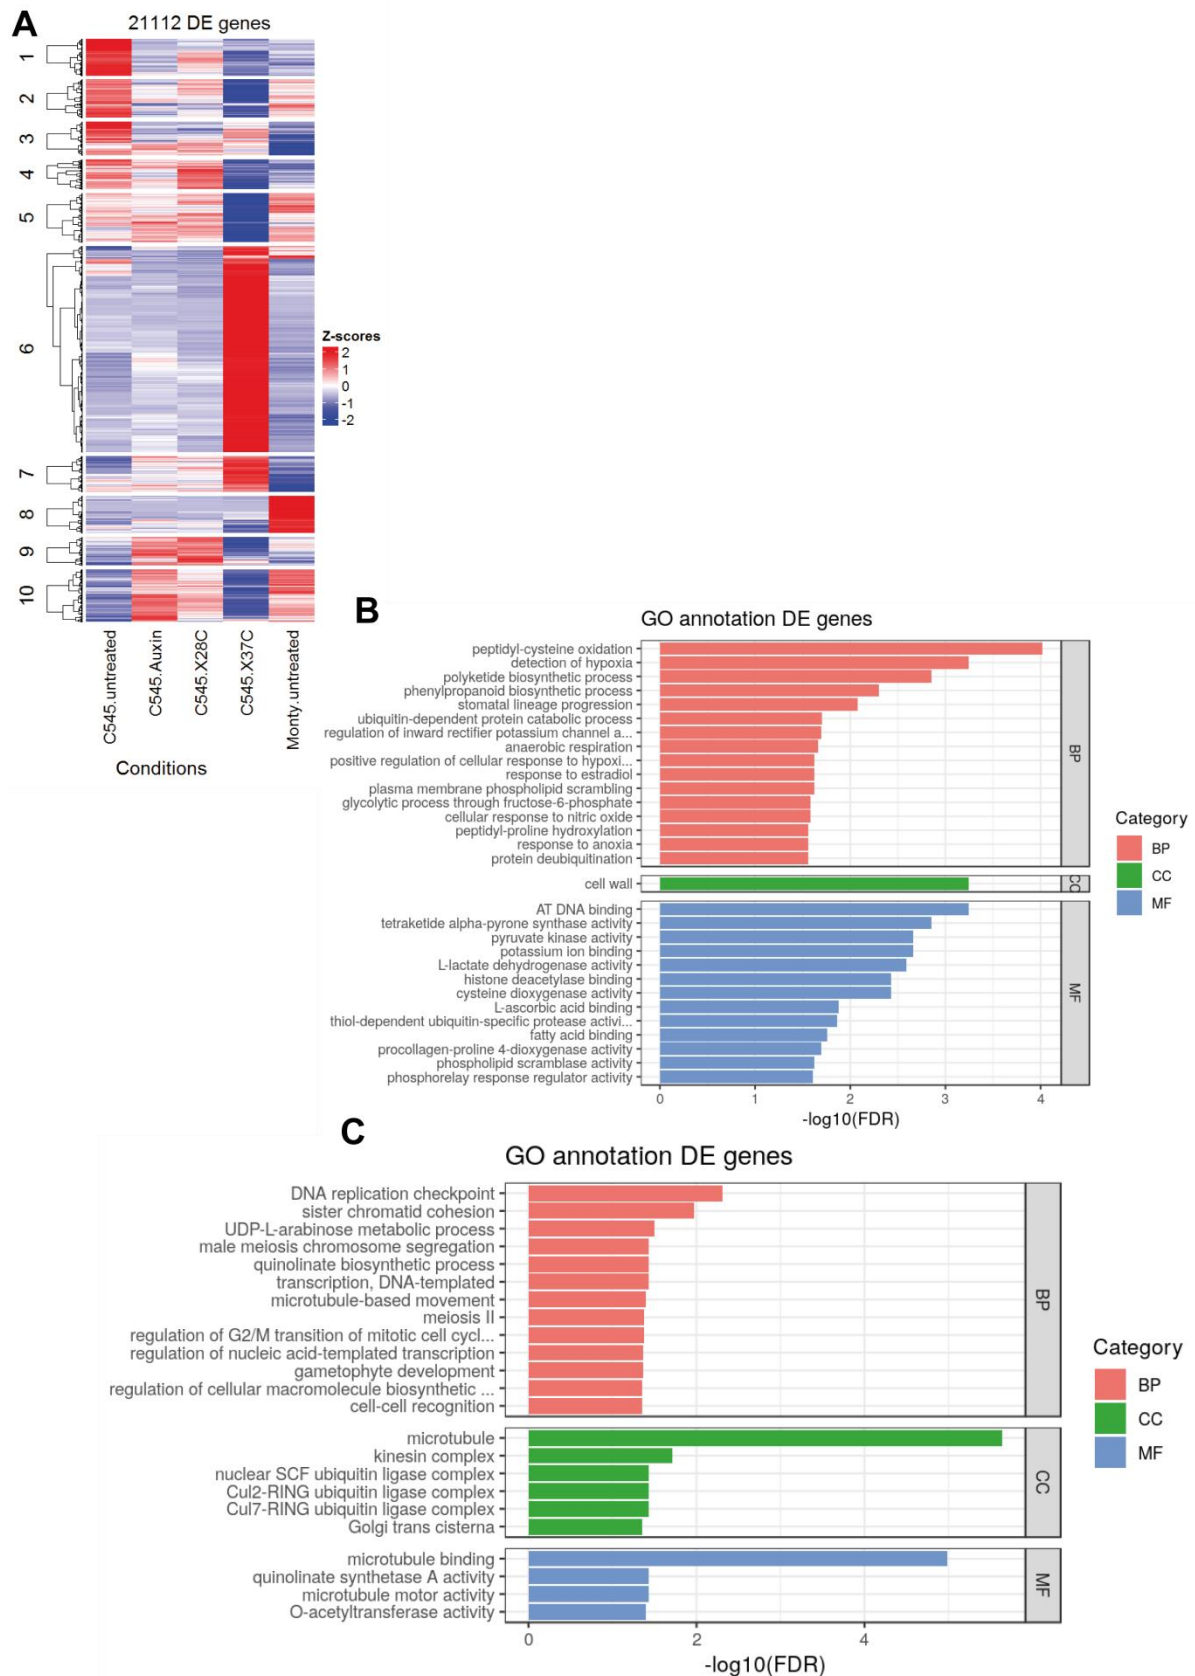 A
21112 DE genes
1
2
3
4
5
6
7
8
9
10
Z-scores
2
1
0
-1
-2
C545.untreated
C545.Auxin
C545.X28C
C545.X37C
Monty.untreated
Conditions
B
GO annotation DE genes
peptidyl-cysteine oxidation
detection of hypoxia
polyketide biosynthetic process
phenylpropanoid biosynthetic process
stomatal lineage progression
ubiquitin-dependent protein catabolic process
regulation of inward rectifier potassium channel a...
anaerobic respiration
positive regulation of cellular response to hypoxi...
response to estradiol
plasma membrane phospholipid scrambling
glycolytic process through fructose-6-phosphate
cellular response to nitric oxide
peptidyl-proline hydroxylation
response to anoxia
protein deubiquitination
BP
cell wall
CC
AT DNA binding
tetraketide alpha-pyrone synthase activity
pyruvate kinase activity
potassium ion binding
L-lactate dehydrogenase activity
histone deacetylase binding
cysteine dioxygenase activity
L-ascorbic acid binding
thiol-dependent ubiquitin-specific protease activi...
fatty acid binding
procollagen-proline 4-dioxygenase activity
phospholipid scramblase activity
phosphorelay response regulator activity
MF
0 1 2 3 4
-log10(FDR)
Category
BP
CC
MF
C
GO annotation DE genes
DNA replication checkpoint
sister chromatid cohesion
UDP-L-arabinose metabolic process
male meiosis chromosome segregation
quinolinate biosynthetic process
transcription, DNA-templated
microtubule-based movement
meiosis II
regulation of G2/M transition of mitotic cell cycl...
regulation of nucleic acid-templated transcription
gametophyte development
regulation of cellular macromolecule biosynthetic ...
cell-cell recognition
BP
microtubule
kinesin complex
nuclear SCF ubiquitin ligase complex
Cul2-RING ubiquitin ligase complex
Cul7-RING ubiquitin ligase complex
Golgi trans cisterna
CC
microtubule binding
quinolinate synthetase A activity
microtubule motor activity
O-acetyltransferase activity
MF
0 2 4
-log10(FDR)
Category
BP
CC
MF